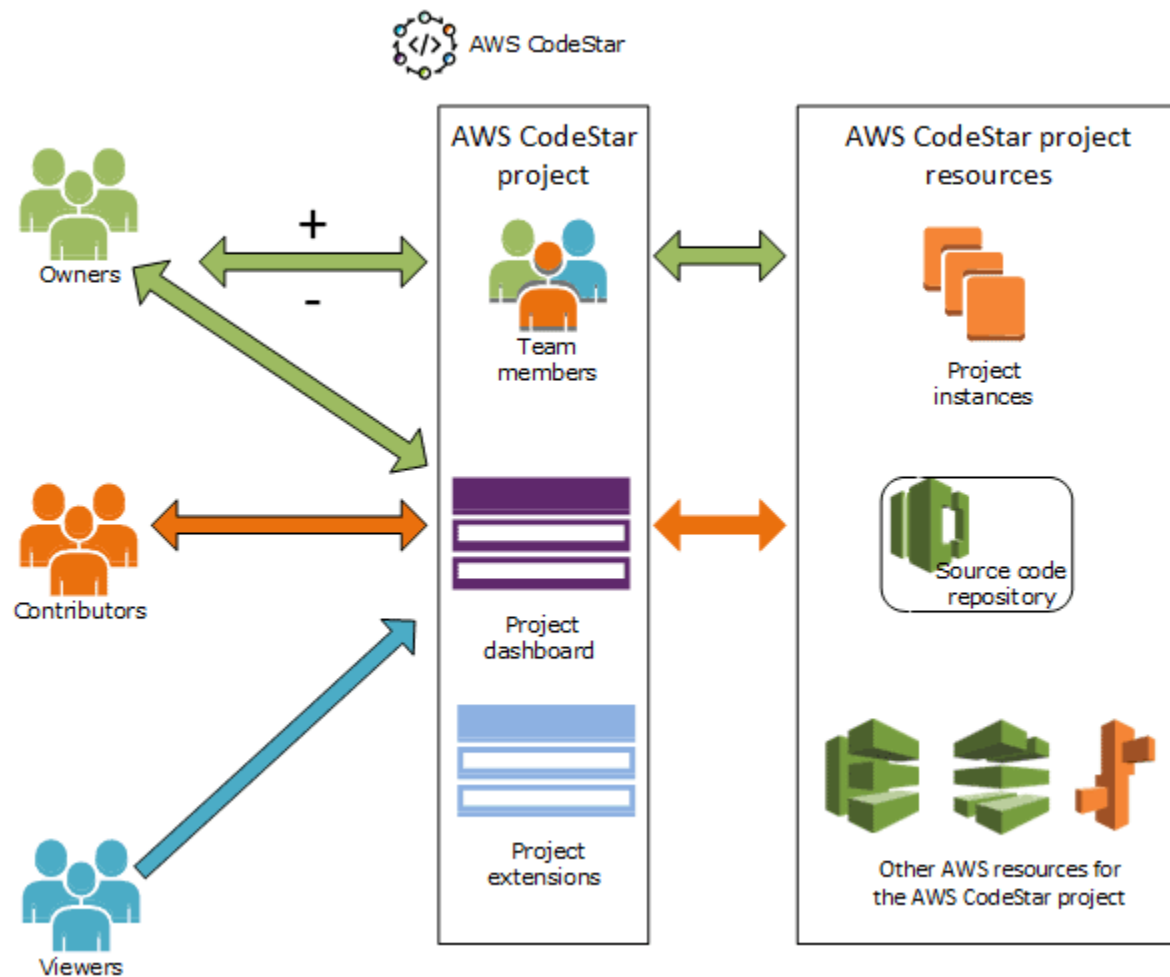 AWS CodeStar
AWS CodeStar
project
AWS CodeStar project
resources
Owners
+
-
Team
members
Project
instances
Contributors
Project
dashboard
Source code
repository
Project
extensions
Other AWS resources for
the AWS CodeStar project
Viewers